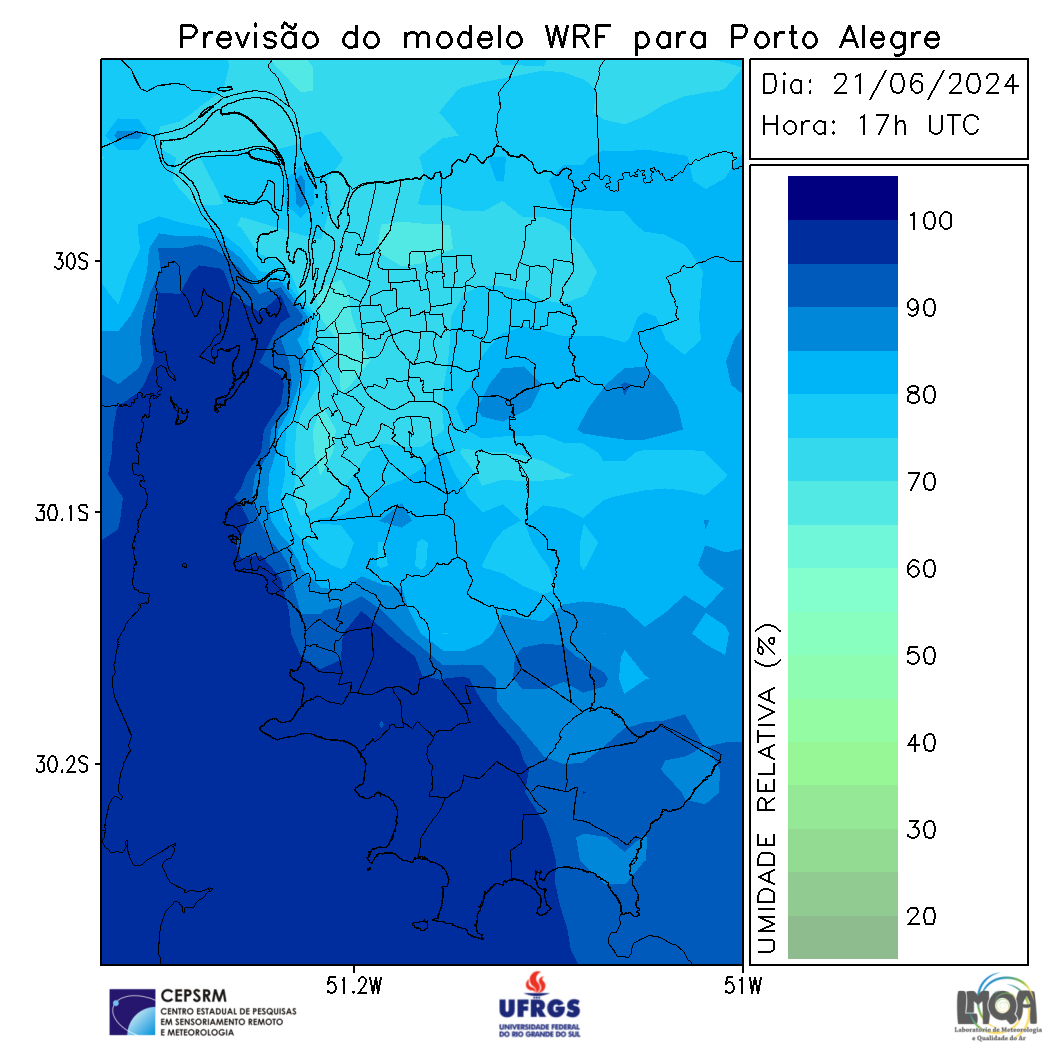 Previsão do modelo WRF para Porto Alegre
Dia: 21/06/2024
Hora: 17h UTC
100
90
80
70
60
50
40
30
20
UMIDADE RELATIVA (%)
30S
30.1S
30.2S
51.2W
51W
CEPSRM
CENTRO ESTADUAL DE PESQUISAS
EM SENSORIAMENTO REMOTO
E METEOROLOGIA
UFRGS
UNIVERSIDADE FEDERAL
DO RIO GRANDE DO SUL
LMQA
Laboratório de Meteorologia
e Qualidade do Ar